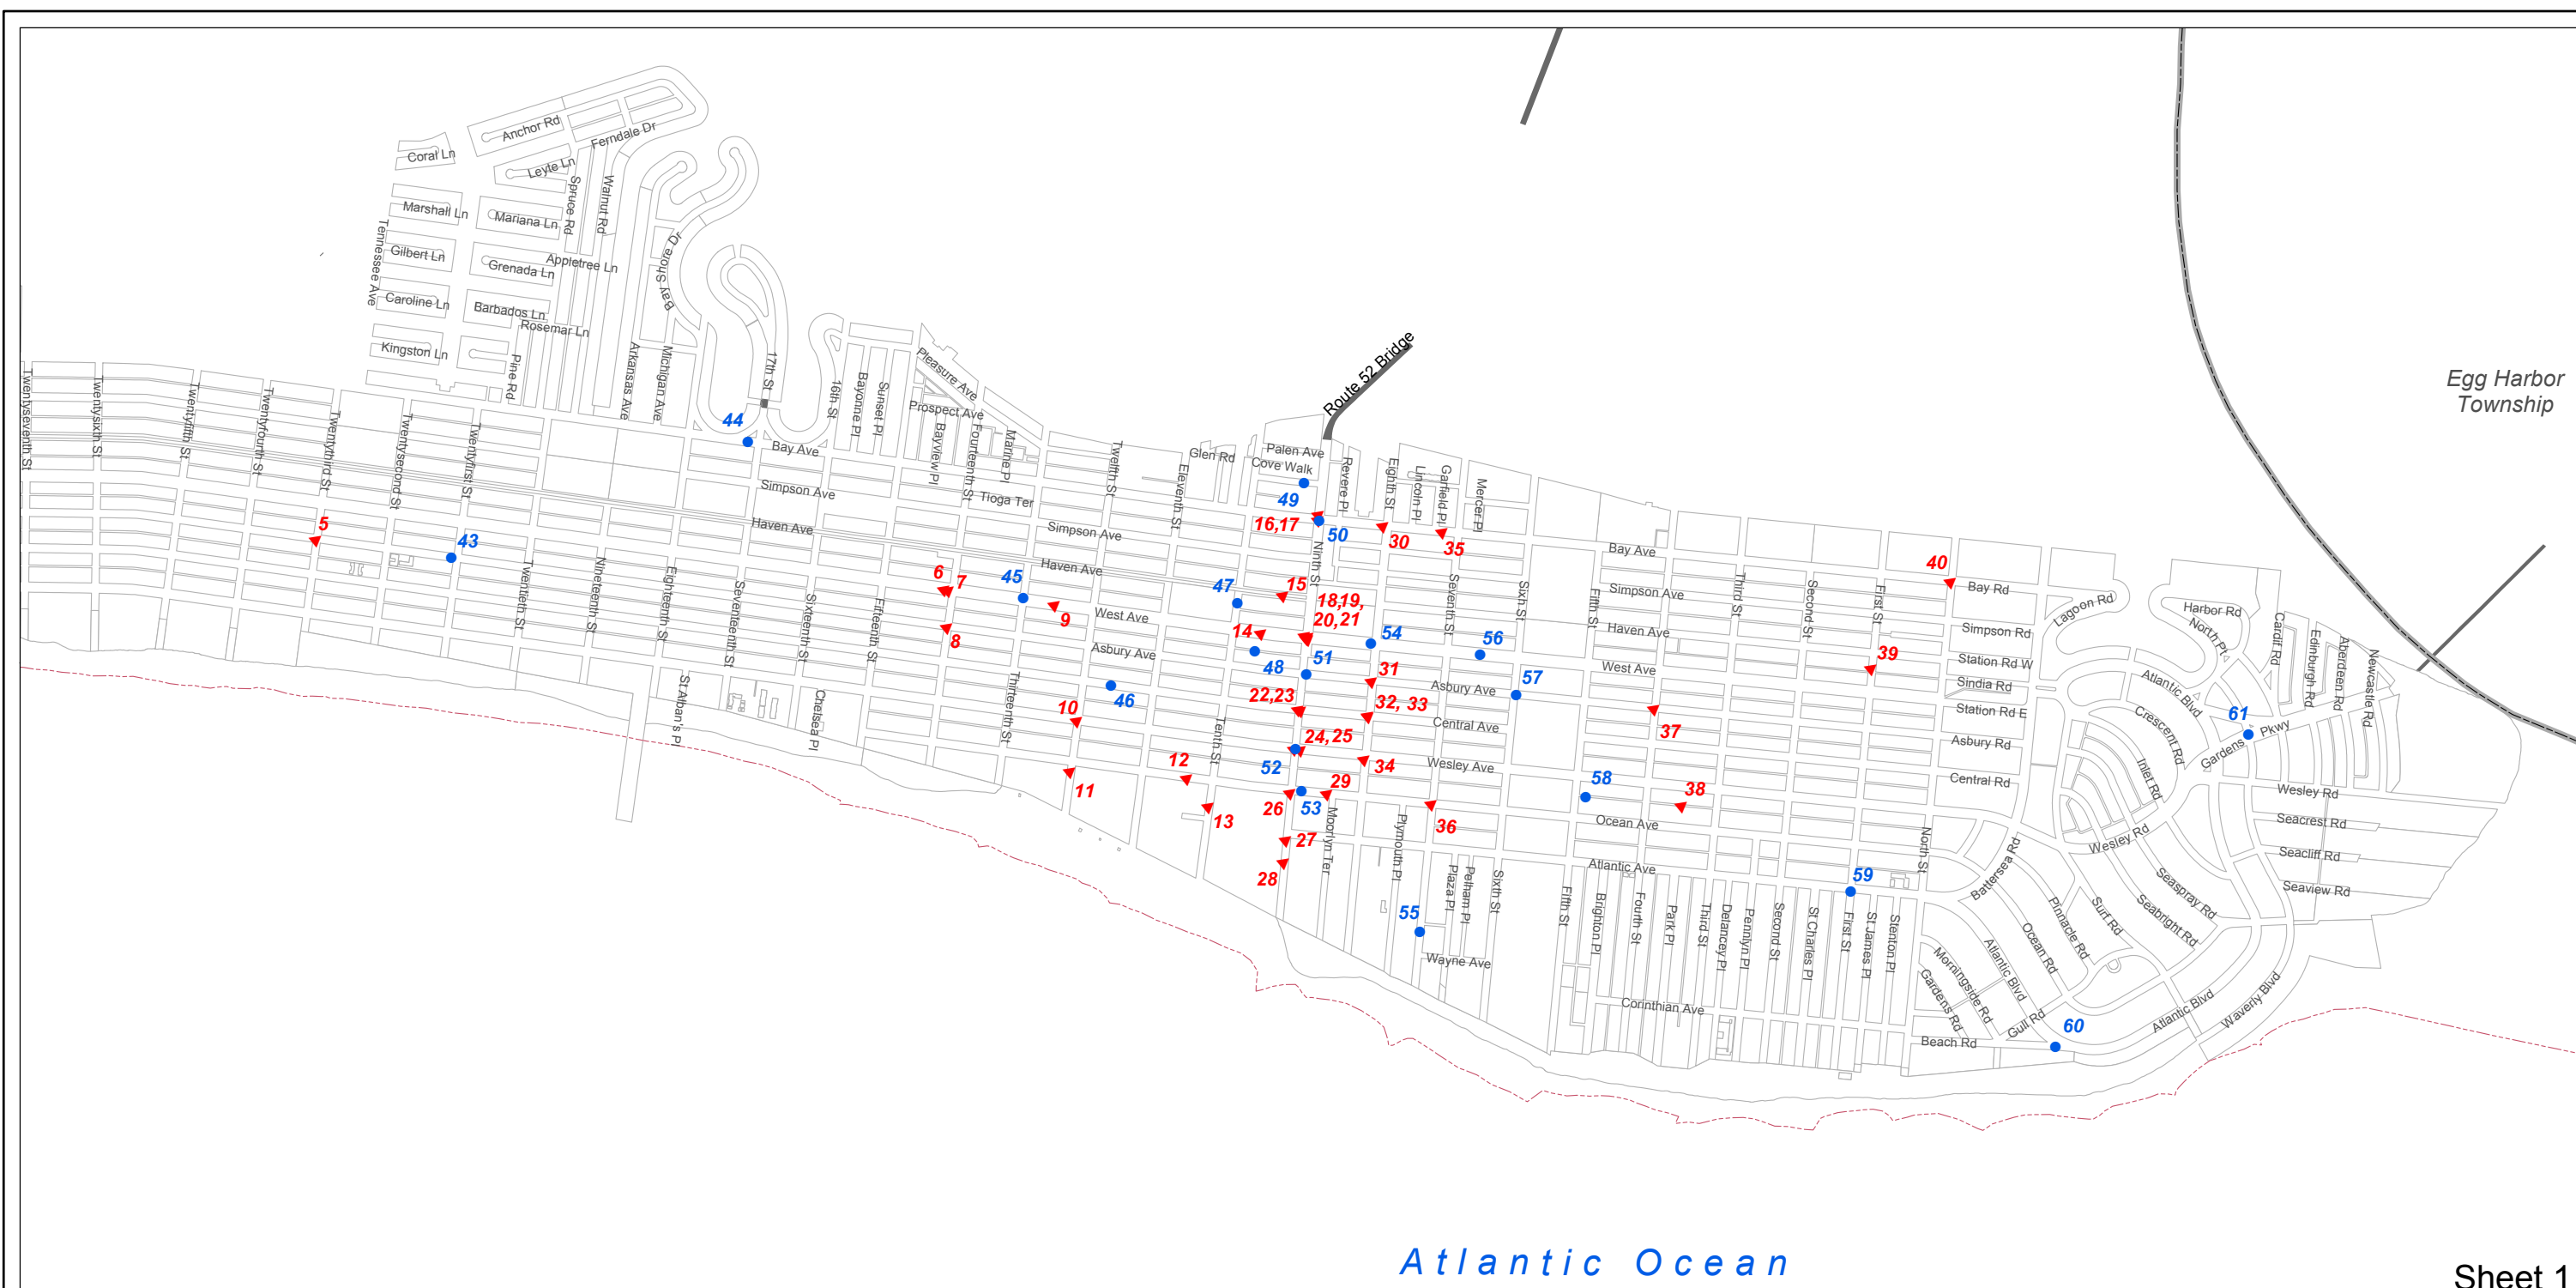 Anchor Rd
Ferndale Dr
Coral Ln
Leyte Ln
Spruce Rd
Walnut Rd
Marshall Ln
Mariana Ln
Tennessee Ave
Gilbert Ln
Grenada Ln
Appletree Ln
Bay Shore Dr
Caroline Ln
Barbados Ln
Rosemar Ln
Kingston Ln
Pine Rd
Arkansas Ave
Michigan Ave
17th St
16th St
Bayonne Pl
Sunset Pl
Pleasure Ave
Prospect Ave
Bayview Pl
Fourteenth St
Marine Pl
Route 52 Bridge
Egg Harbor
Township
Twentyseventh St
Twentysixth St
Twentyfifth St
Twentyfourth St
Twentythird St
Twentysecond St
Twentyfirst St
44
Bay Ave
Simpson Ave
Haven Ave
Tioga Ter
Simpson Ave
Haven Ave
Twelfth St
Eleventh St
Glen Rd
Palen Ave
Cove Walk
49
Revere Pl
Eighth St
Lincoln Pl
Garfield Pl
Mercer Pl
16,17
50
30
35
5
43
6
7
45
9
8
47
15
Ninth St
18,19,
20,21
14
54
48
51
31
56
57
Seventh St
Sixth St
Fifth St
Bay Ave
Simpson Ave
Haven Ave
West Ave
Third St
Second St
First St
40
Bay Rd
39
Simpson Rd
Station Rd W
Sindia Rd
Station Rd E
Asbury Rd
Central Rd
Lagoon Rd
Harbor Rd
North Pt
Cardiff Rd
Edinburgh Rd
Aberdeen Rd
Newcastle Rd
Atlantic Blvd
Crescent Rd
61
Gardens Pkwy
Inlet Rd
Wesley Rd
Seacrest Rd
Seacliff Rd
Seaview Rd
Twentieth St
Nineteenth St
Eighteenth St
Seventeenth St
Sixteenth St
Fifteenth St
West Ave
Asbury Ave
46
10
Thirteenth St
St Alban's Pl
Chelsea Pl
11
12
13
Tenth St
22,23
32, 33
Asbury Ave
Central Ave
24,25
52
34
Wesley Ave
29
26
53
27
28
Moorlyn Ter
Plymouth Pl
36
37
38
58
Ocean Ave
Atlantic Ave
55
Plaza Pl
Pelham Pl
Sixth St
Wayne Ave
Fifth St
Brighton Pl
Fourth St
Park Pl
Third St
Delancey Pl
Pennlyn Pl
Second St
St Charles Pl
First St
St James Pl
Stenton Pl
59
North St
Corinthian Ave
Battersea Rd
Wesley Rd
Seaspray Rd
Seabright Rd
Surf Rd
Pinnacle Rd
Ocean Rd
Atlantic Blvd
Morningside Rd
Gardens Rd
Gull Rd
Beach Rd
60
Atlantic Blvd
Waverly Blvd
Atlantic Ocean
Sheet 1